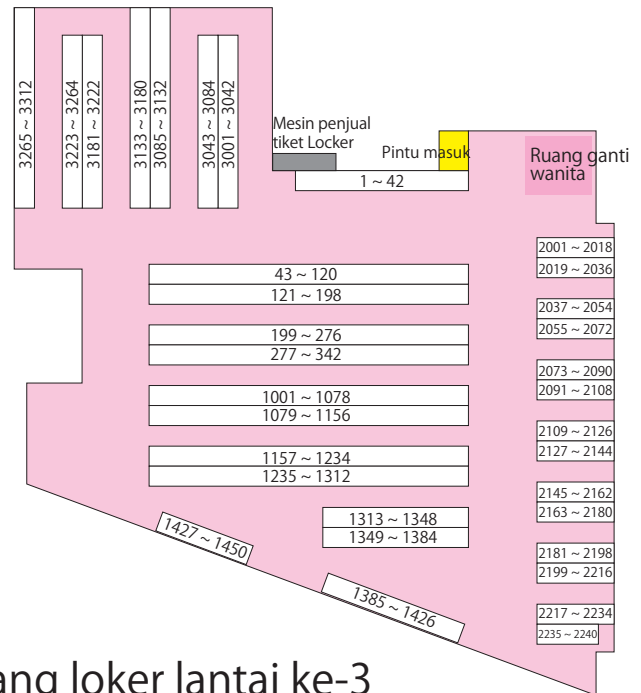 3265 ~ 3312
3223 ~ 3264
3181 ~ 3222
3133 ~ 3180
3085 ~ 3132
3043 ~ 3084
3001 ~ 3042
Mesin penjual
tiket Locker
Pintu masuk
Ruang ganti
wanita
1 ~ 42
43 ~ 120
121 ~ 198
199 ~ 276
277 ~ 342
1001 ~ 1078
1079 ~ 1156
1157 ~ 1234
1235 ~ 1312
1313 ~ 1348
1349 ~ 1384
1427 ~ 1450
1385 ~ 1426
2001 ~ 2018
2019 ~ 2036
2037 ~ 2054
2055 ~ 2072
2073 ~ 2090
2091 ~ 2108
2109 ~ 2126
2127 ~ 2144
2145 ~ 2162
2163 ~ 2180
2181 ~ 2198
2199 ~ 2216
2217 ~ 2234
2235 ~ 2240
ang loker lantai ke-3